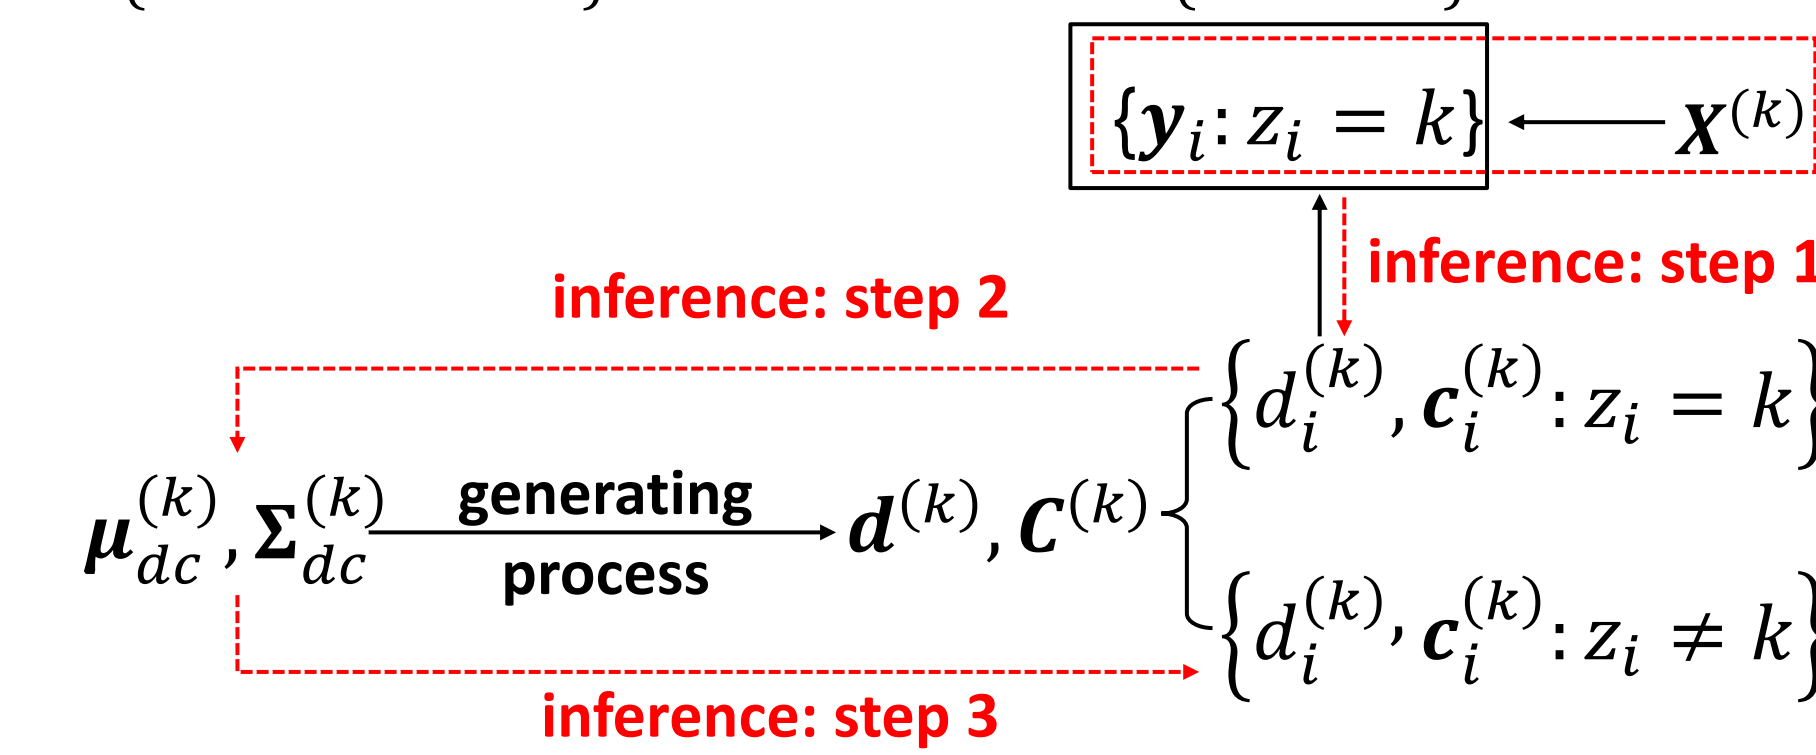 {𝒚_i: z_i = k} ← 𝑿^(k)
inference: step 1
inference: step 2
{d_i^(k), 𝒄_i^(k): z_i = k}
generating
𝝁_dc^(k), 𝚺_dc^(k) → 𝒅^(k), 𝑪^(k)
process
{d_i^(k), 𝒄_i^(k): z_i ≠ k}
inference: step 3